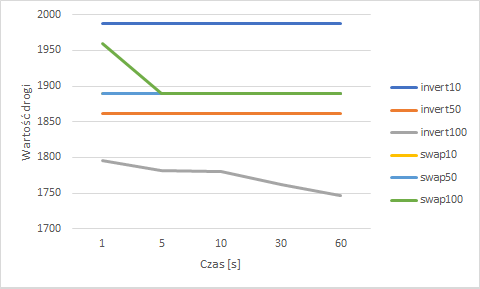 2000
1950
1900
1850
1800
1750
1700
Wartość drogi
1 5 10 30 60
Czas [s]
invert10
invert50
invert100
swap10
swap50
swap100